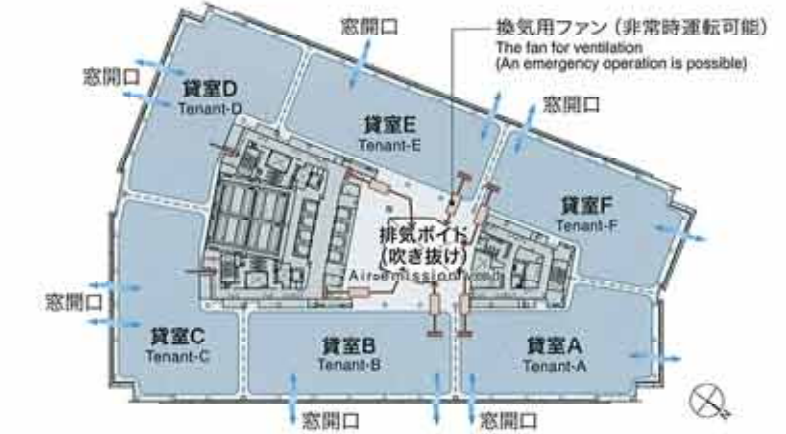 窓開口
換気用ファン(非常時運転可能)
The fan for ventilation
(An emergency operation is possible)
窓開口
窓開口
貸室D
Tenant-D
貸室E
Tenant-E
貸室F
Tenant-F
排気ボイド
(吹き抜け)
Air emission void
窓開口
貸室C
Tenant-C
貸室B
Tenant-B
貸室A
Tenant-A
窓開口
窓開口
N